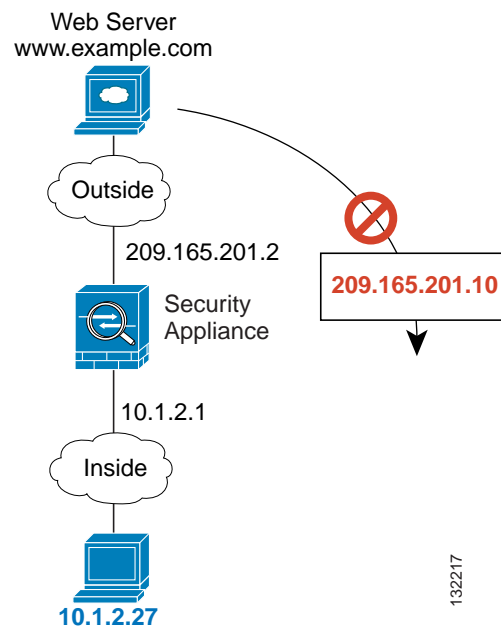 Web Server
www.example.com
Outside
209.165.201.2
209.165.201.10
Security
Appliance
10.1.2.1
Inside
10.1.2.27
132217